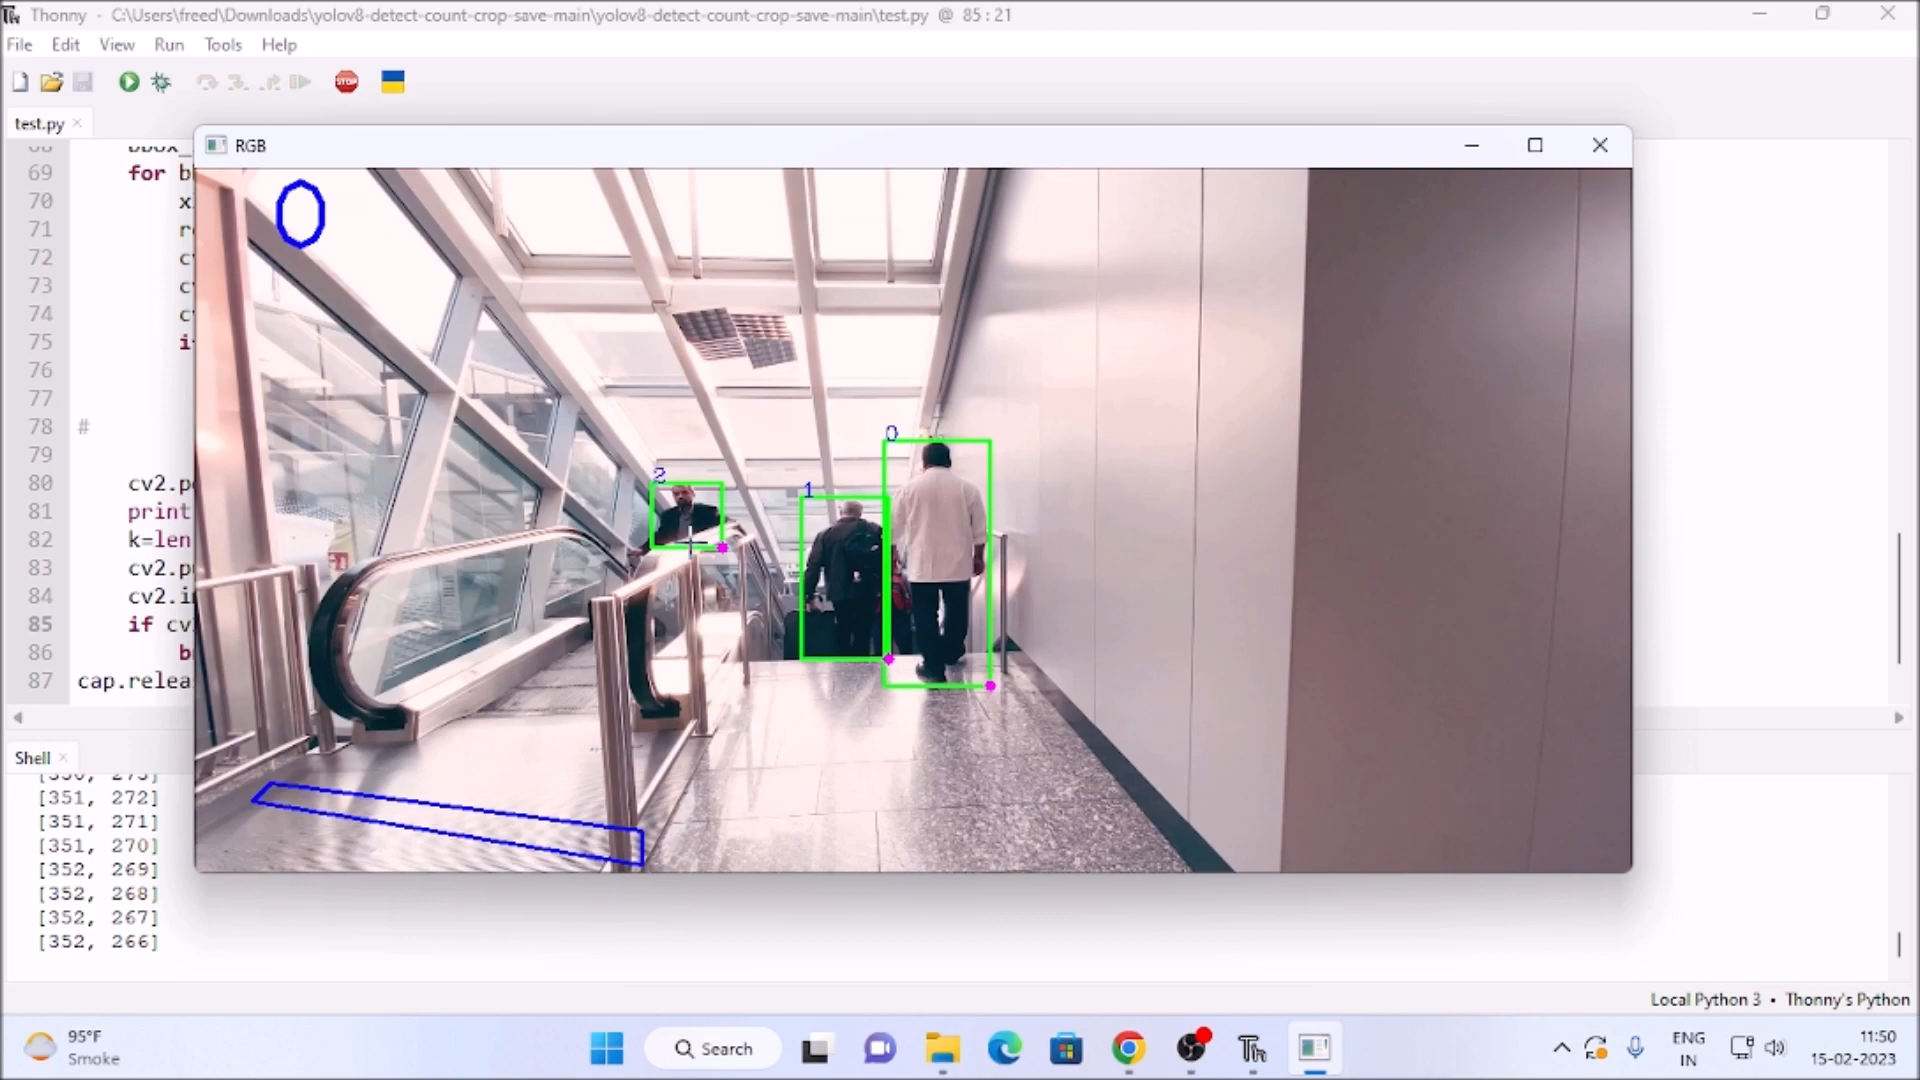 Thonny - C:\Users\freed\Downloads\yolov8-detect-count-crop-save-main\yolov8-detect-count-crop-save-main\test.py @ 85:21
File Edit View Run Tools Help
STOP
test.py
RGB
69 for b
70 x
71 r
72 c
73 c
74 c
75 i
76
77
78 #
79
80 cv2.p
81 print
82 k=len
83 cv2.p
84 cv2.i
85 if cv
86 b
87 cap.relea
0
0
2
1
Shell
[351, 272]
[351, 271]
[351, 270]
[352, 269]
[352, 268]
[352, 267]
[352, 266]
Local Python 3 • Thonny's Python
95°F
Smoke
Search
ENG
IN
11:50
15-02-2023